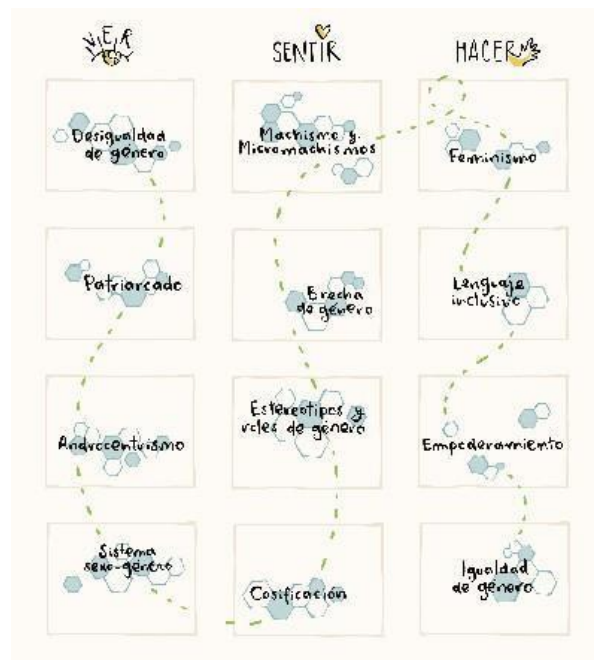 VER
SENTIR
HACER
Desigualdad
de género
Patriarcado
Androcentrismo
Sistema
sexo-género
Machismo y
Micromachismos
Brecha
de género
Estereotipos y
roles de género
Cosificación
Feminismo
Lenguaje
inclusivo
Empoderamiento
Igualdad
de género